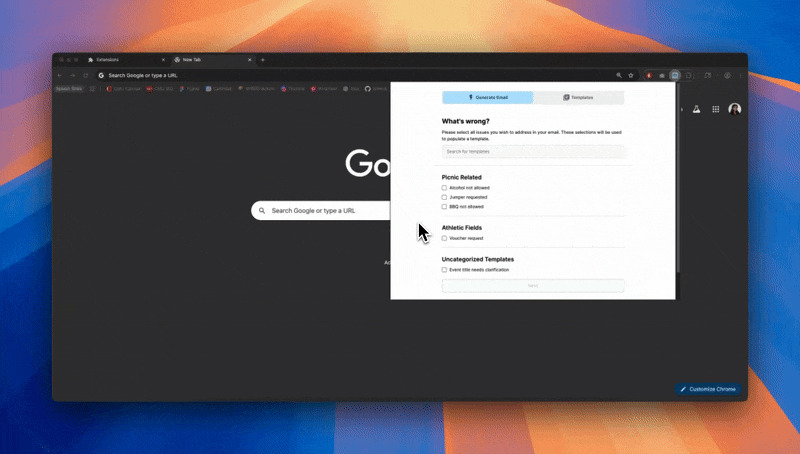 Extensions
New Tab
Search Google or type a URL
Generate Email
Templates
What's wrong?
Please select all issues you wish to address in your email. These selections will be used
to populate a template.
Search for templates
Go
Picnic Related
Alcohol not allowed
Jumper requested
BBQ not allowed
Search Google or type a URL
Athletic Fields
Voucher request
Uncategorized Templates
Event title needs clarification
Next
Customize Chrome